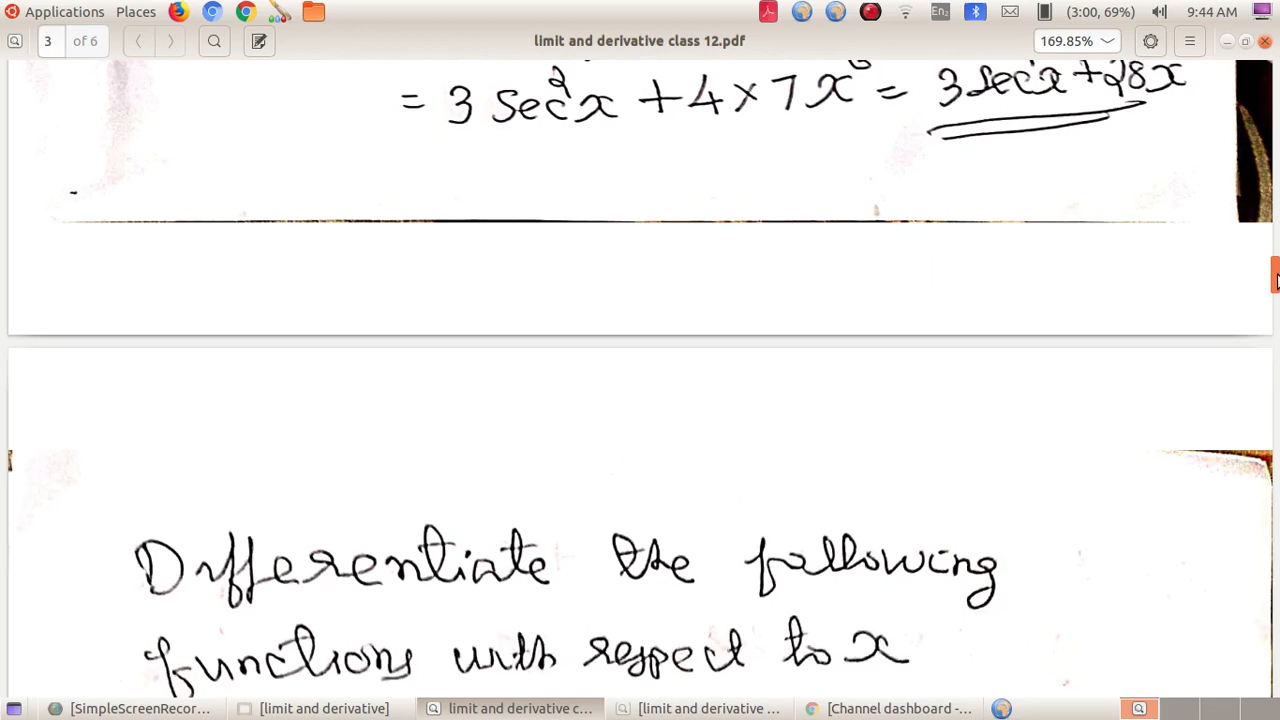 Applications Places En₂ (3:00, 69%) 9:44 AM
3 of 6 limit and derivative class 12.pdf 169.85%
= 3 sec²x + 4 × 7x⁶ = 3 sec²x + 28x
Differentiate the following
functions with respect to x
[SimpleScreenRecor... [limit and derivative] limit and derivative c... [limit and derivative ... [Channel dashboard -...